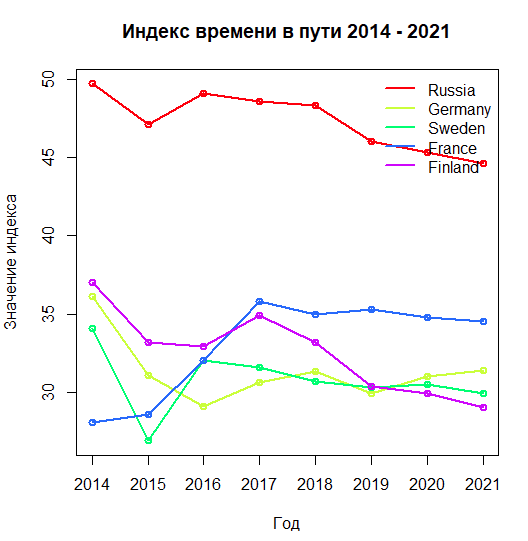 Индекс времени в пути 2014 - 2021
Russia
Germany
Sweden
France
Finland
50
45
40
35
30
Значение индекса
2014 2015 2016 2017 2018 2019 2020 2021
Год